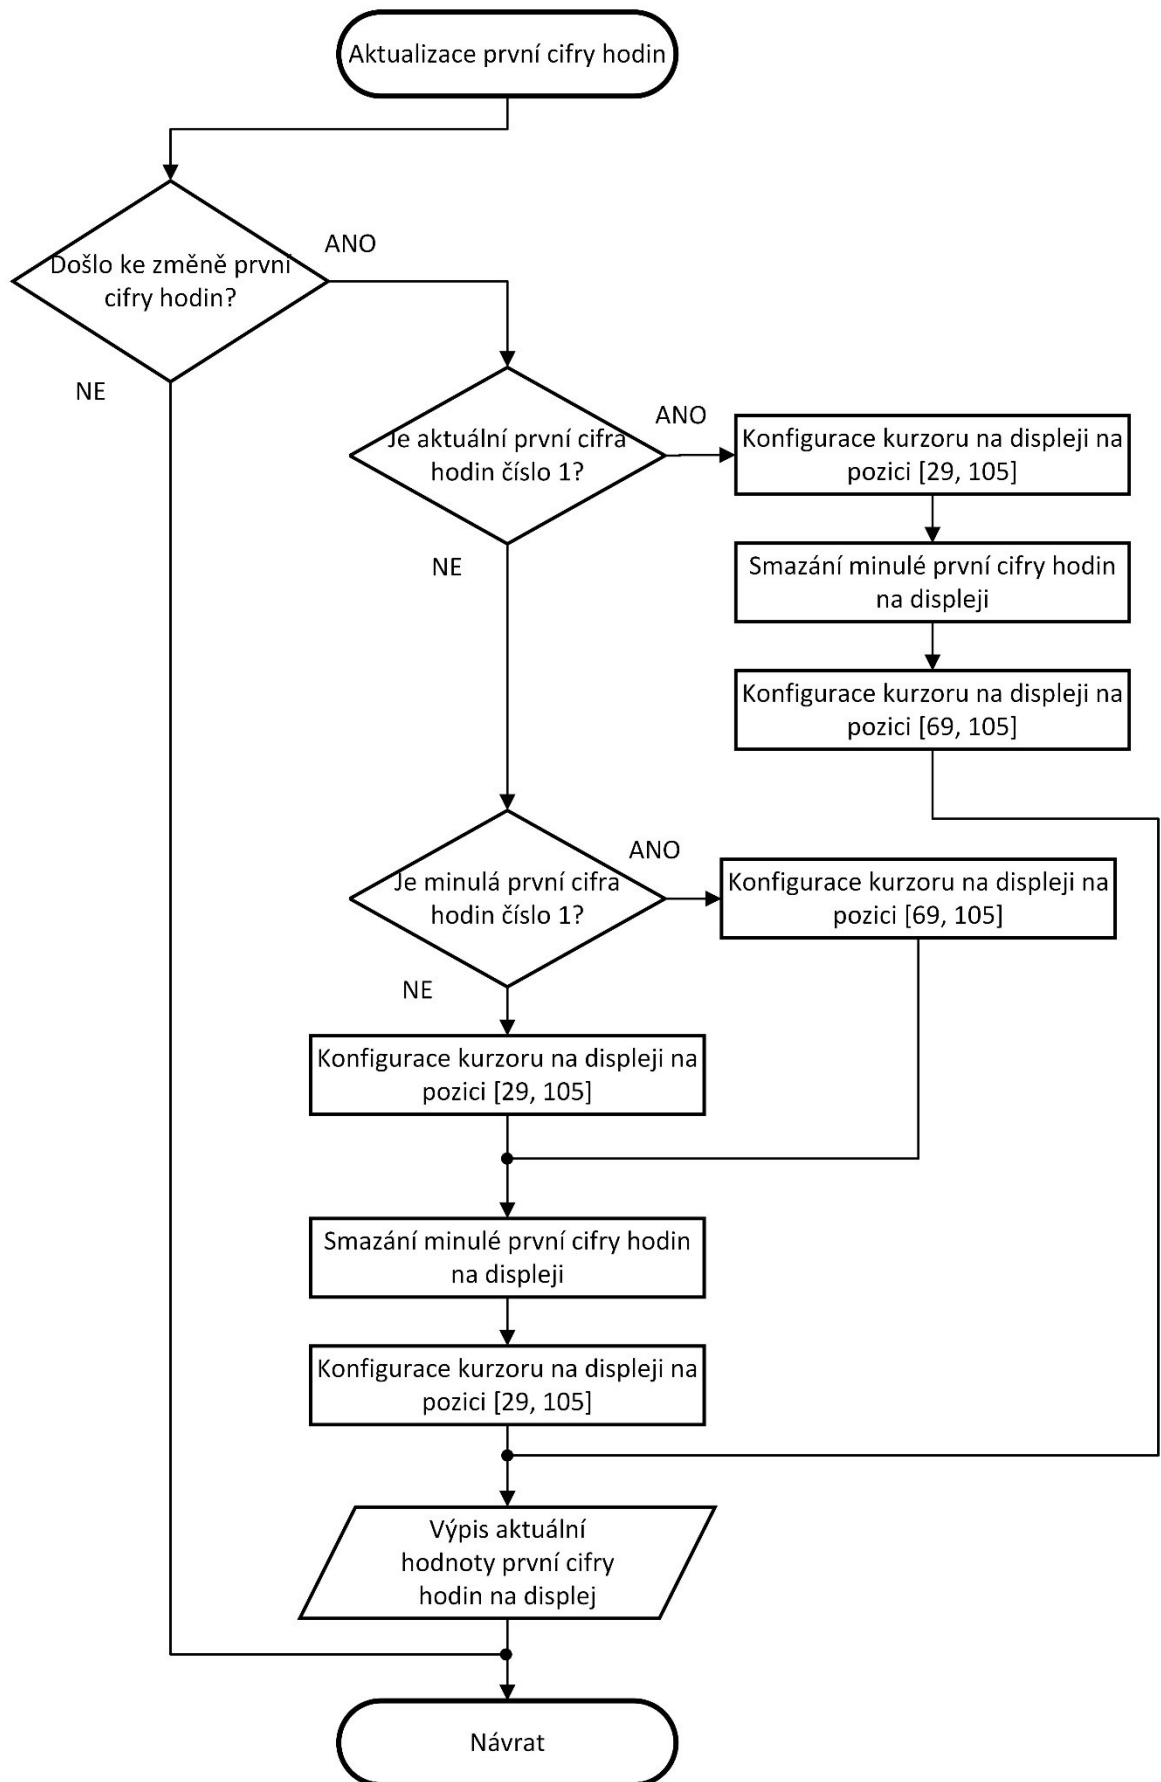 Aktualizace první cifry hodin
ANO
Došlo ke změně první
cifry hodin?
NE
ANO
Je aktuální první cifra
hodin číslo 1?
Konfigurace kurzoru na displeji na
pozici [29, 105]
NE
Smazání minulé první cifry hodin
na displeji
Konfigurace kurzoru na displeji na
pozici [69, 105]
ANO
Je minulá první cifra
hodin číslo 1?
Konfigurace kurzoru na displeji na
pozici [69, 105]
NE
Konfigurace kurzoru na displeji na
pozici [29, 105]
Smazání minulé první cifry hodin
na displeji
Konfigurace kurzoru na displeji na
pozici [29, 105]
Výpis aktuální
hodnoty první cifry
hodin na displej
Návrat